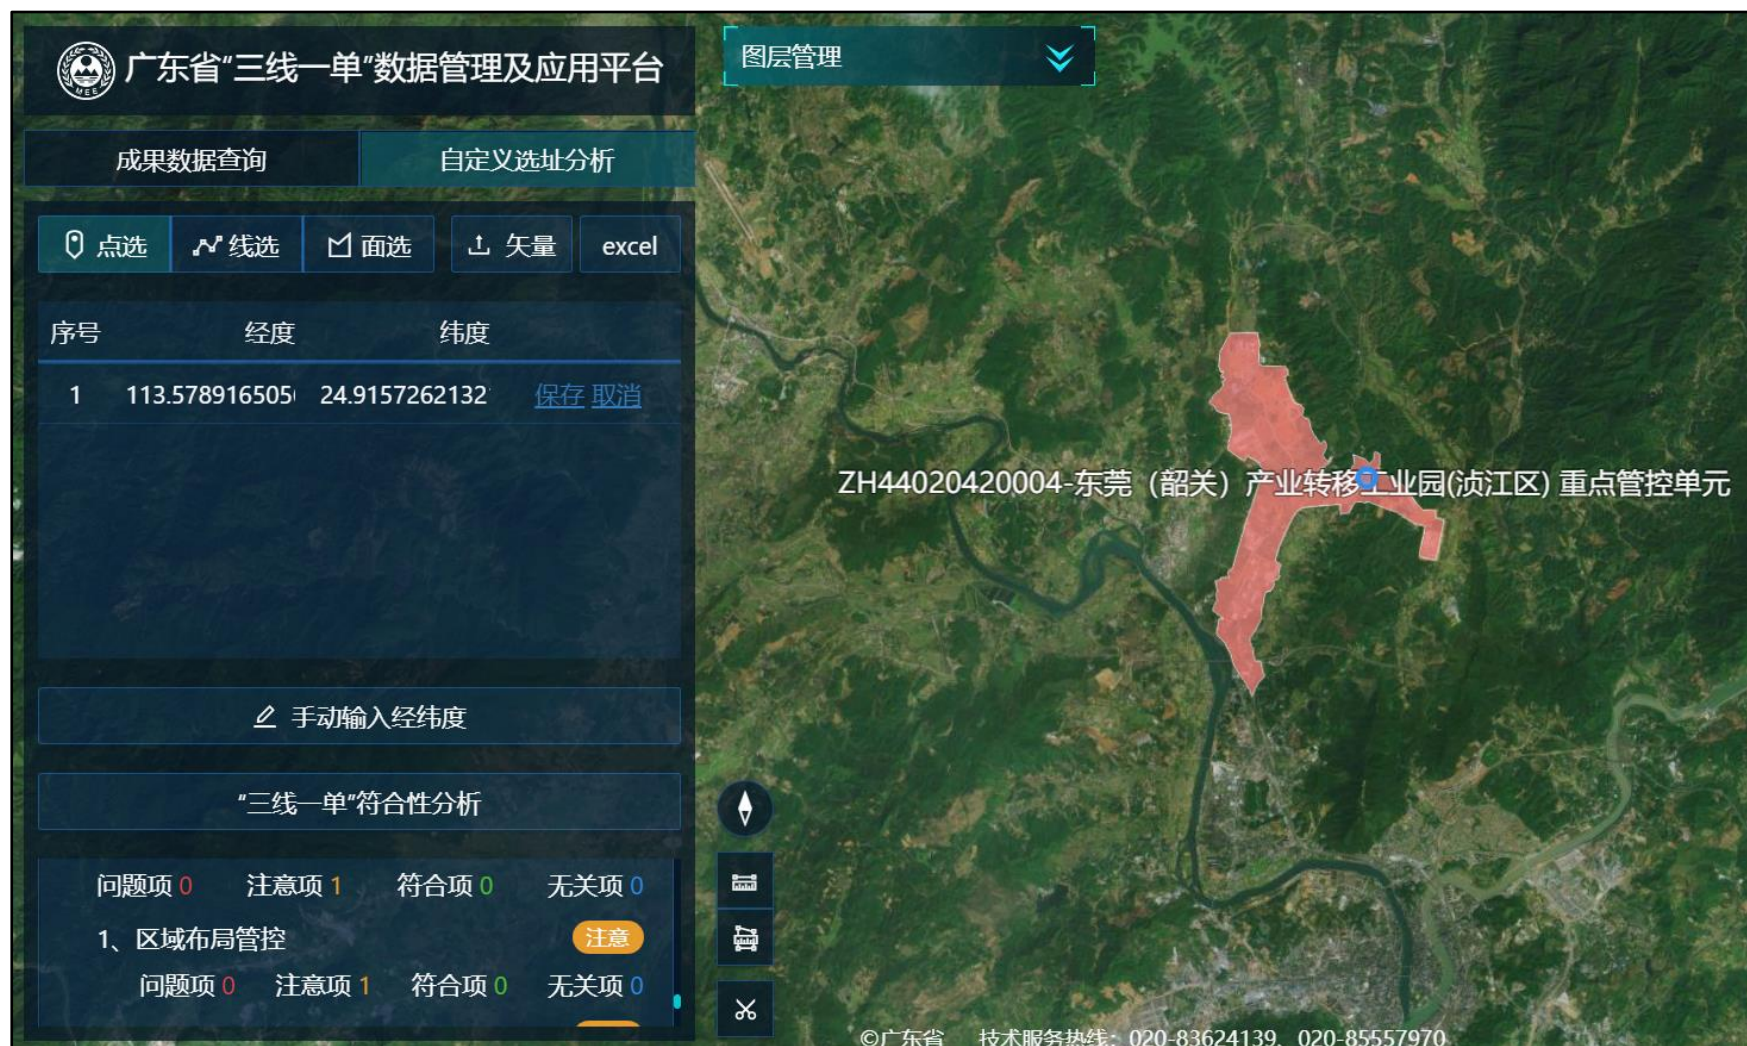 广东省“三线一单”数据管理及应用平台
MEE
图层管理
成果数据查询 自定义选址分析
点选 线选 面选 矢量 excel
序号 经度 纬度
1 113.578916505 24.9157262132 保存 取消
ZH44020420004-东莞（韶关）产业转移工业园(浈江区) 重点管控单元
手动输入经纬度
“三线一单”符合性分析
问题项 0 注意项 1 符合项 0 无关项 0
1、区域布局管控 注意
问题项 0 注意项 1 符合项 0 无关项 0
©广东省 技术服务热线：020-83624139、020-85557970